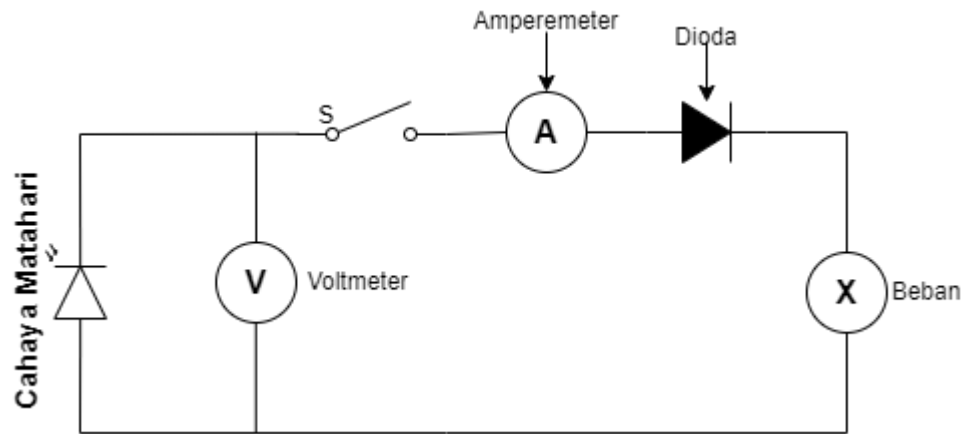 Amperemeter
Dioda
S
A
Cahaya Matahari
V
Voltmeter
X
Beban